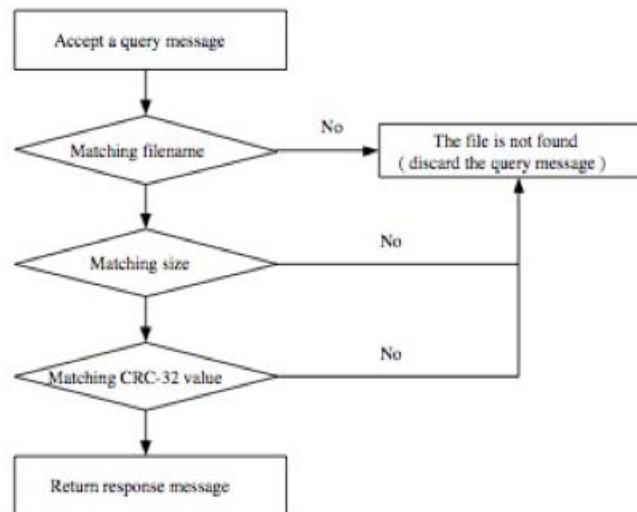 Accept a query message
No
Matching filename
The file is not found
( discard the query message )
Matching size
No
Matching CRC-32 value
No
Return response message